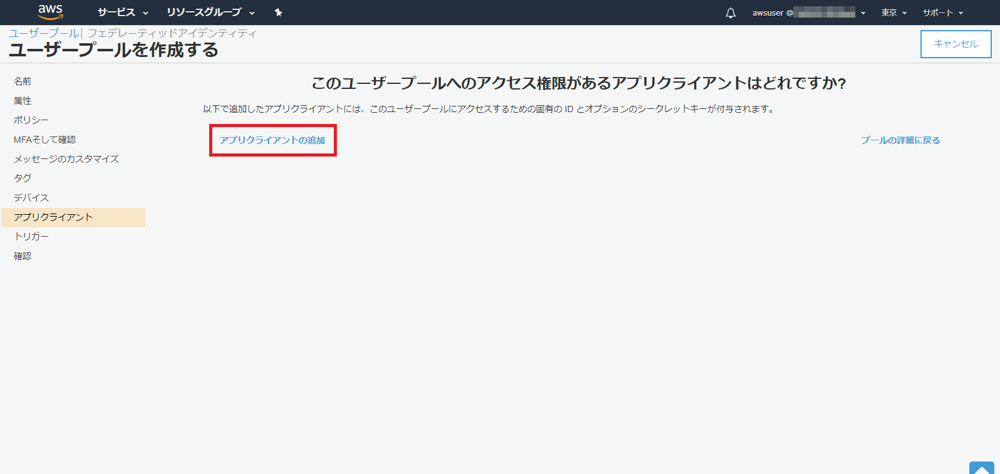 aws サービス リソースグループ awsuser @ 東京 サポート
ユーザープール| フェデレーティッドアイデンティティ
ユーザープールを作成する
キャンセル
名前
属性
ポリシー
MFAそして確認
メッセージのカスタマイズ
タグ
デバイス
アプリクライアント
トリガー
確認
このユーザープールへのアクセス権限があるアプリクライアントはどれですか?
以下で追加したアプリクライアントには、このユーザープールにアクセスするための固有の ID とオプションのシークレットキーが付与されます。
アプリクライアントの追加
プールの詳細に戻る